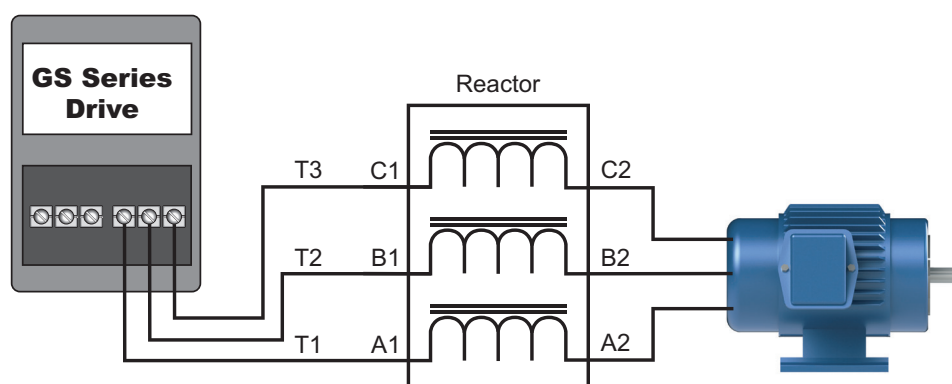 GS Series
Drive
Reactor
T3 C1 C2
T2 B1 B2
T1 A1 A2